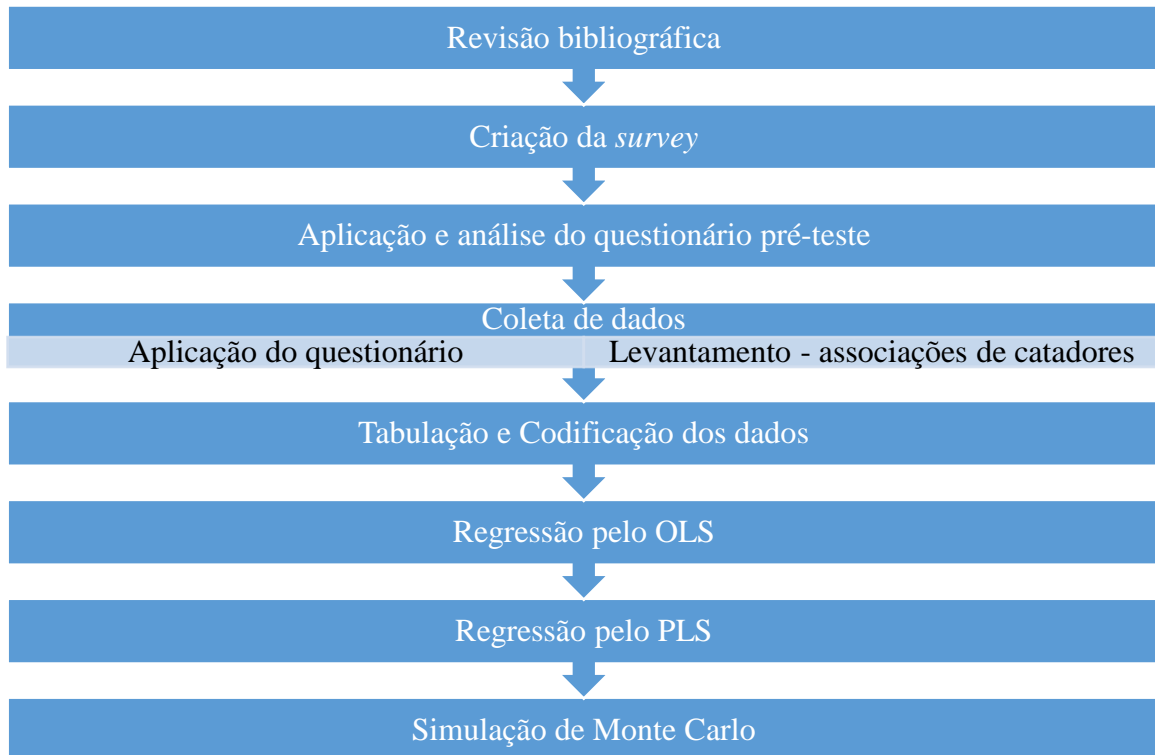 Revisão bibliográfica
Criação da survey
Aplicação e análise do questionário pré-teste
Coleta de dados
Aplicação do questionário
Levantamento - associações de catadores
Tabulação e Codificação dos dados
Regressão pelo OLS
Regressão pelo PLS
Simulação de Monte Carlo